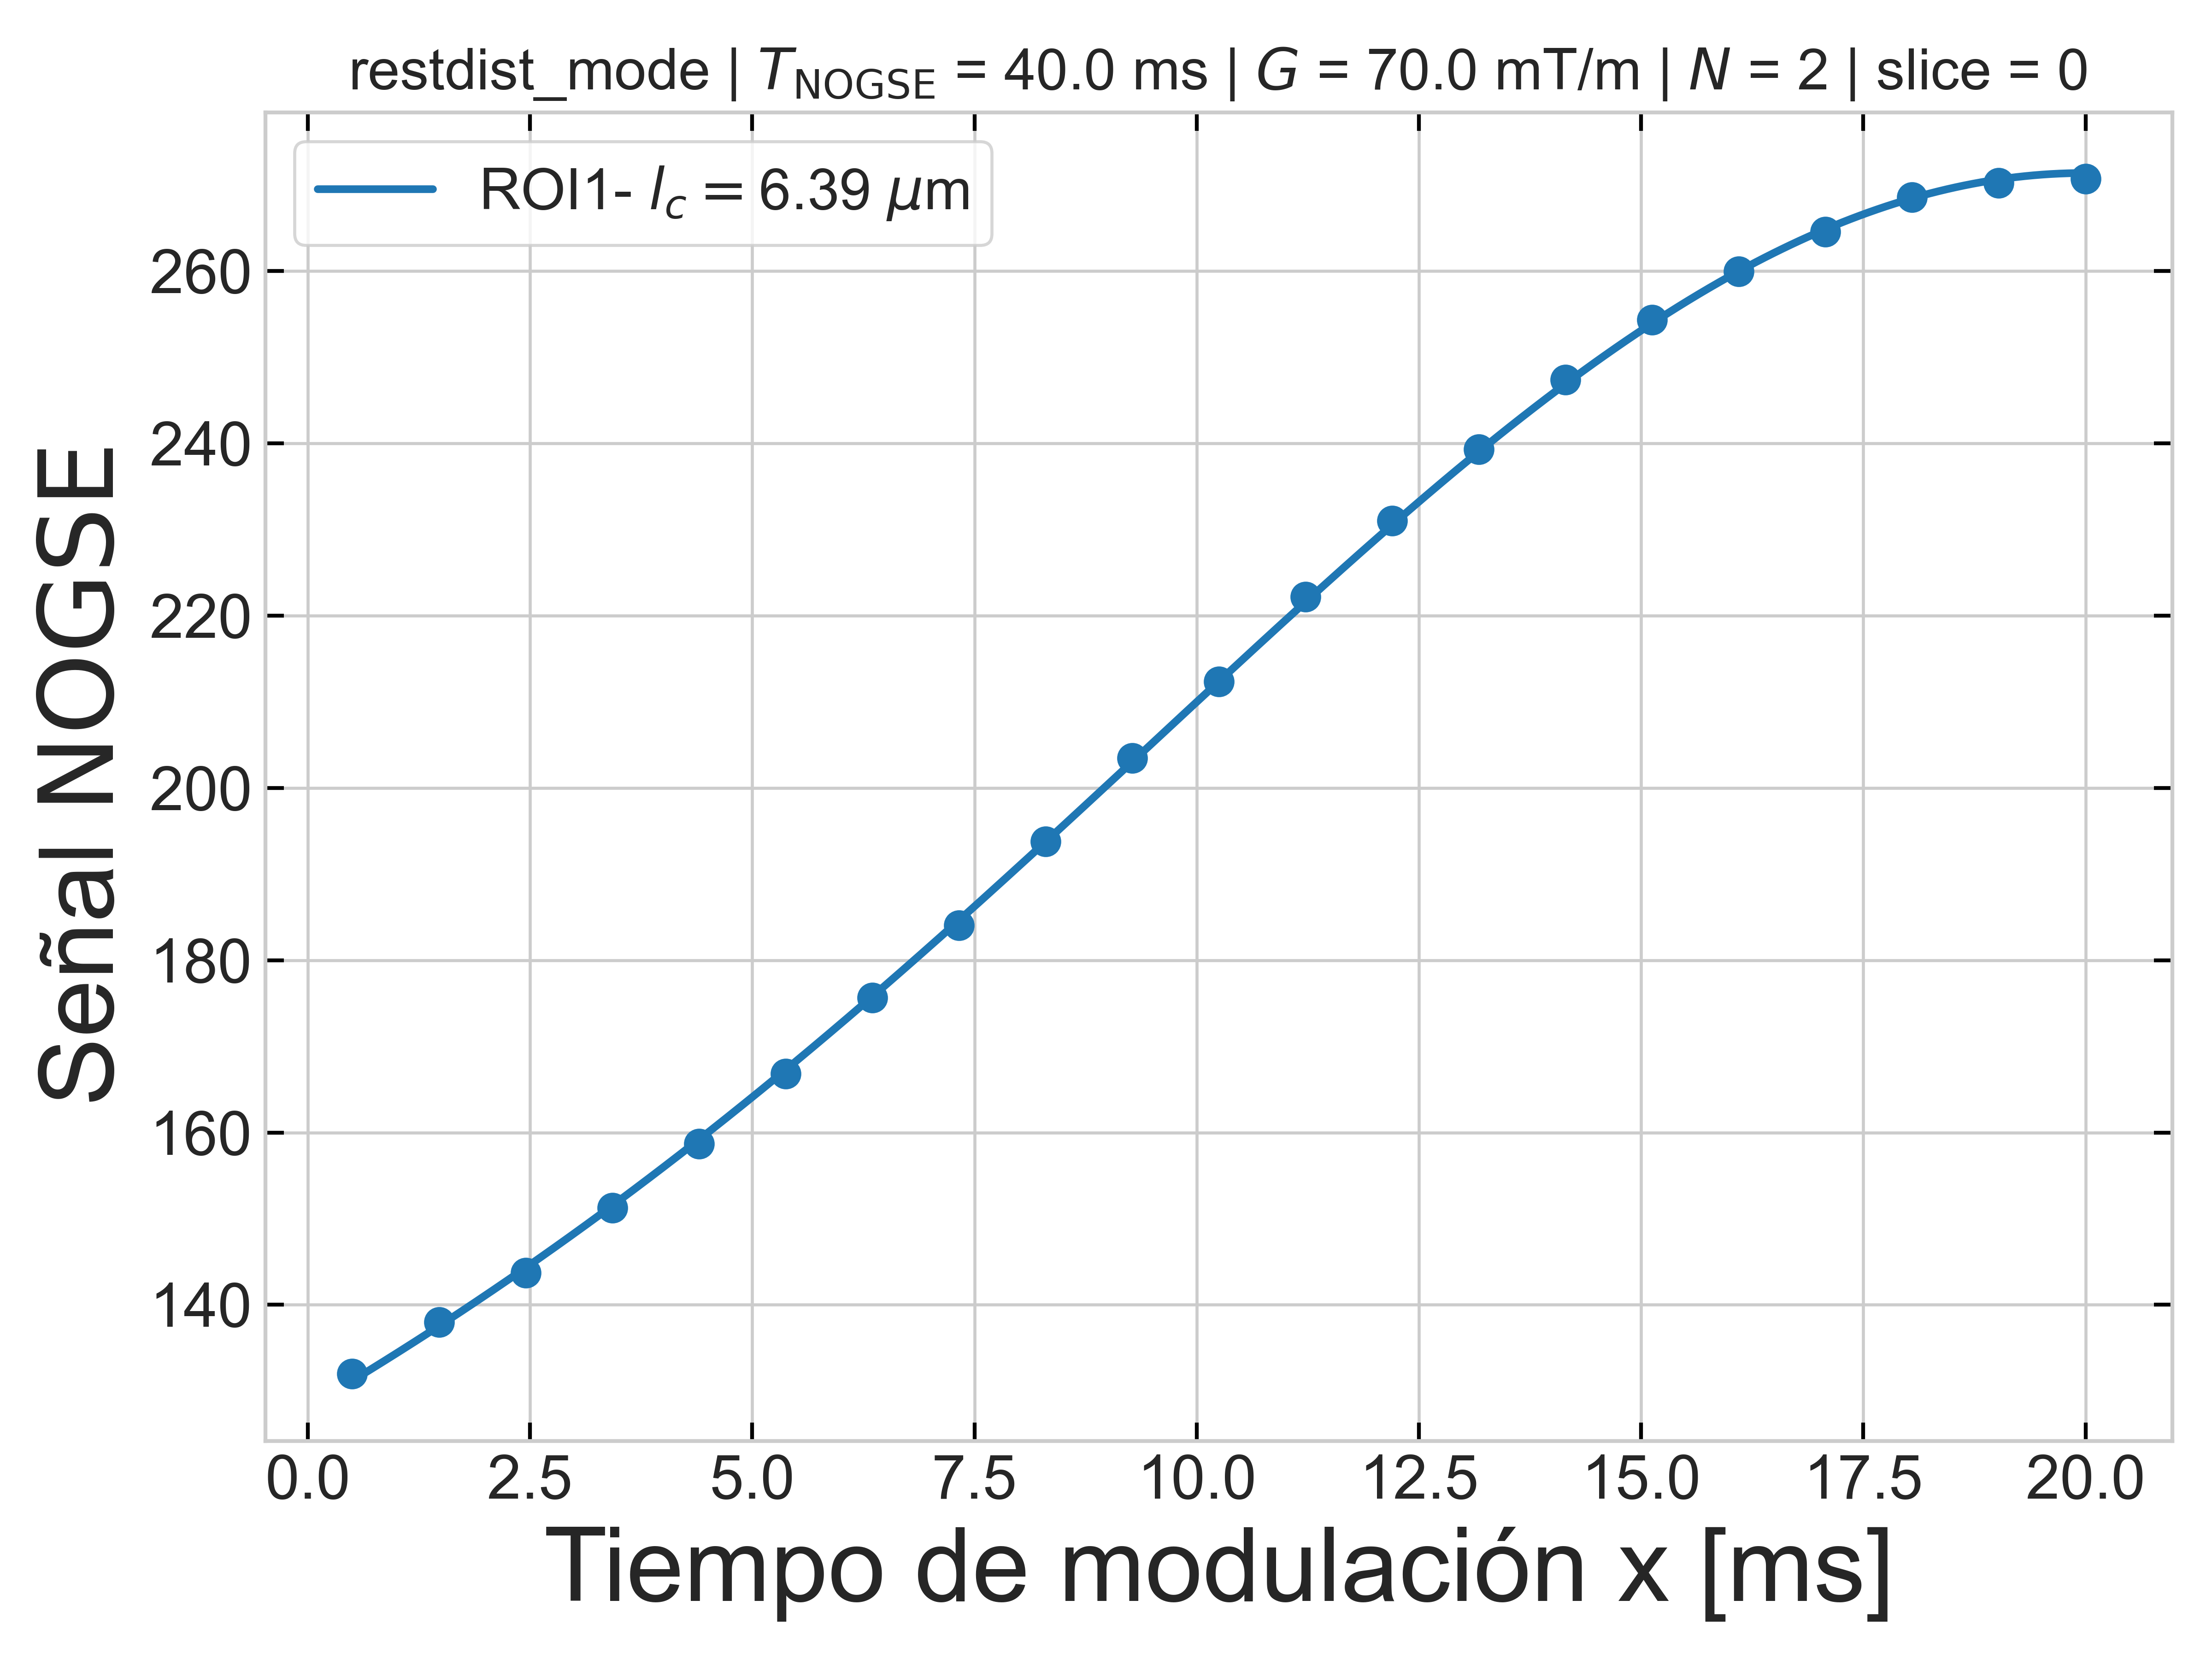 restdist_mode | T_NOGSE = 40.0 ms | G = 70.0 mT/m | N = 2 | slice = 0
ROI1- l_c = 6.39 μm
Señal NOGSE
260
240
220
200
180
160
140
0.0 2.5 5.0 7.5 10.0 12.5 15.0 17.5 20.0
Tiempo de modulación x [ms]